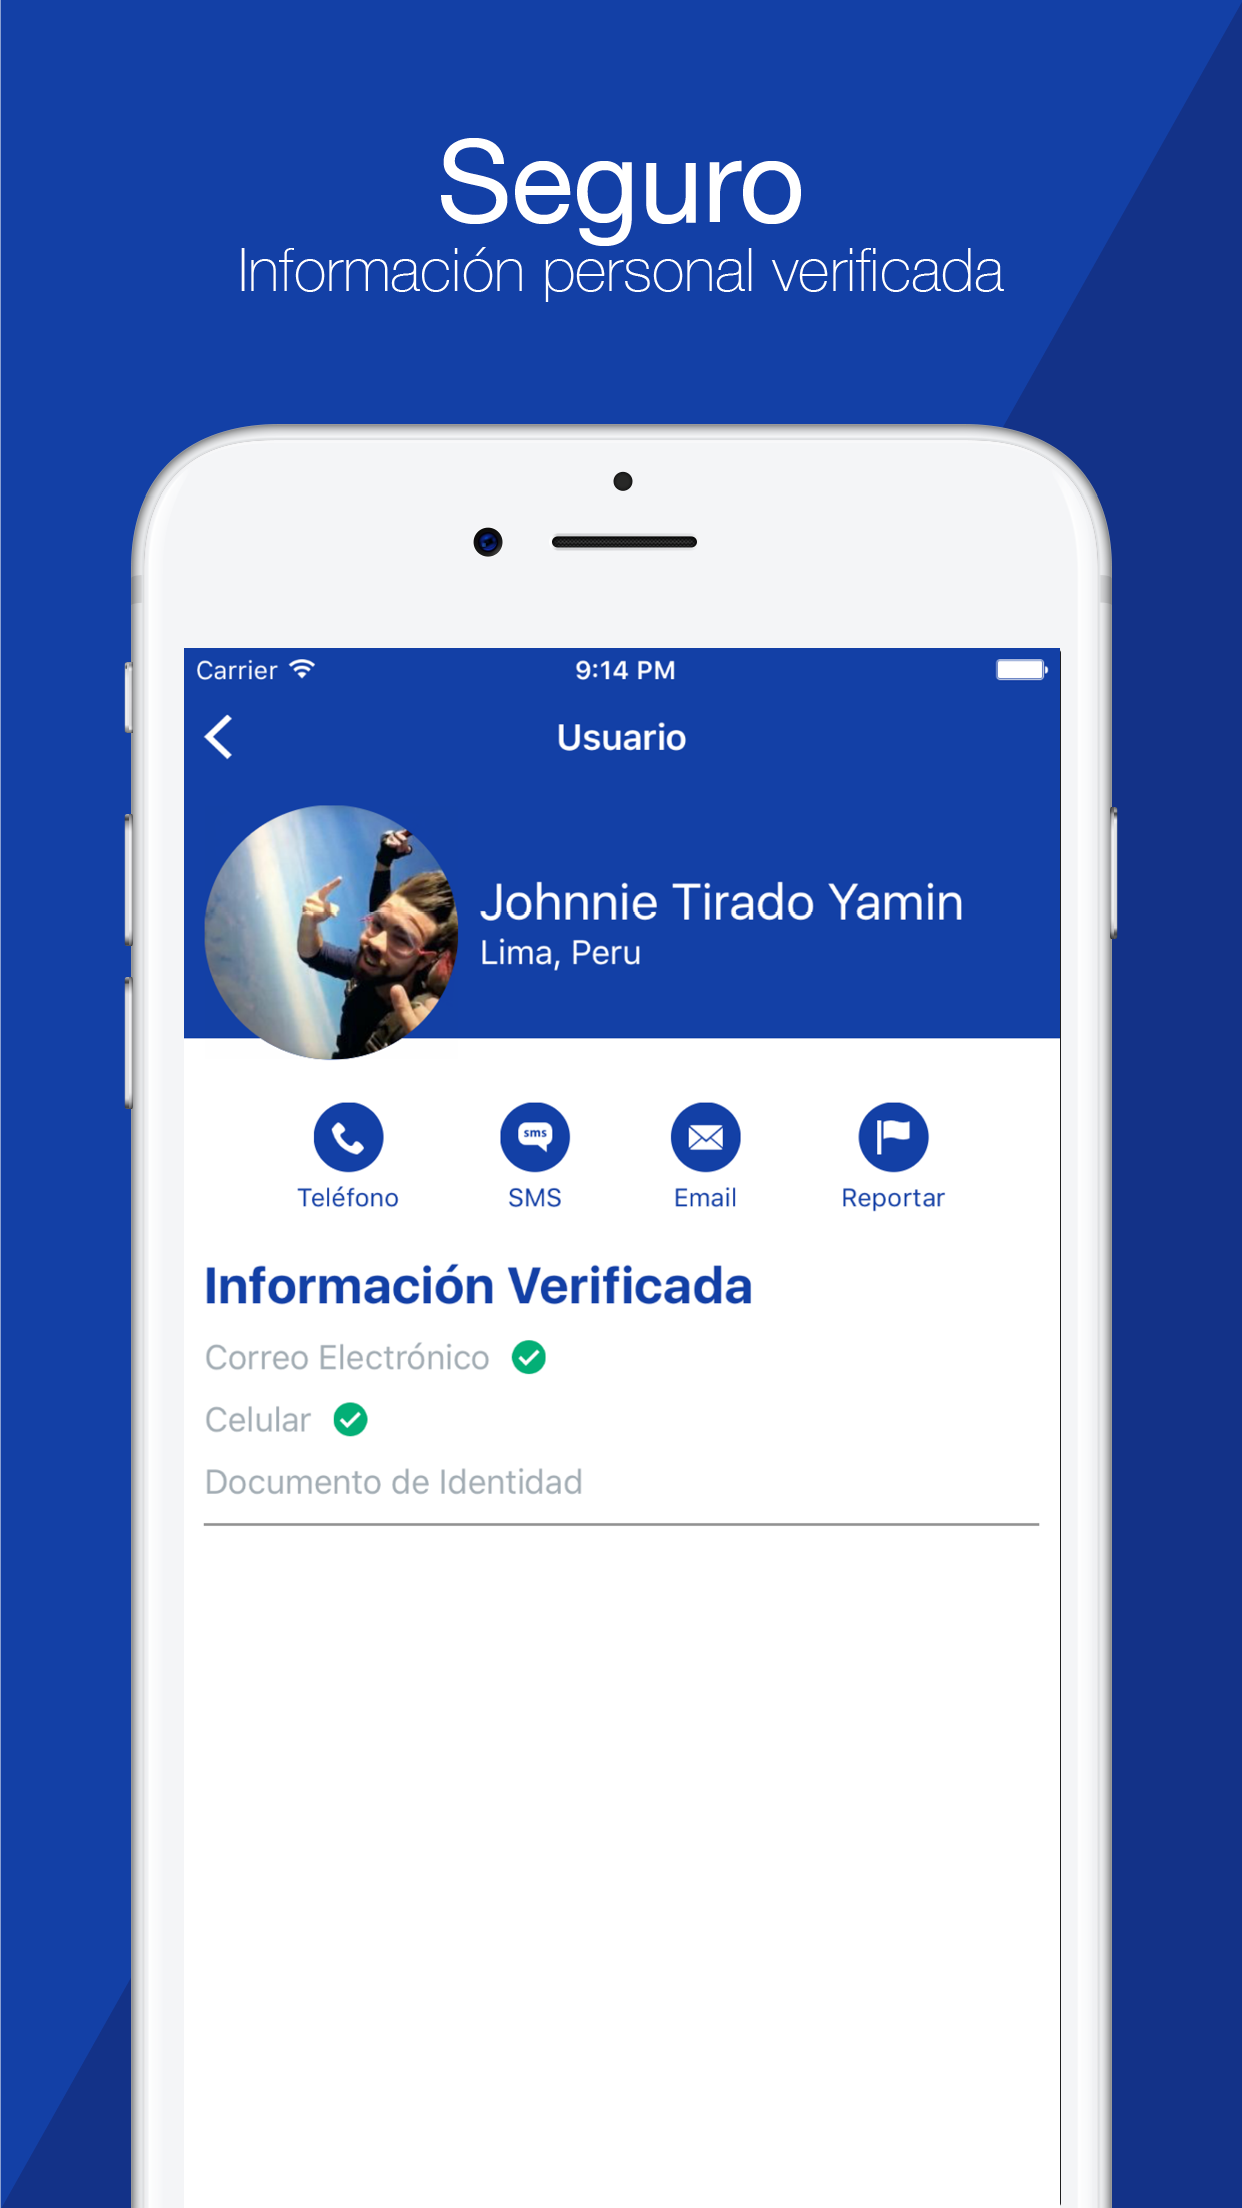 Seguro
Información personal verificada
Carrier 9:14 PM
Usuario
Johnnie Tirado Yamin
Lima, Peru
sms
Teléfono SMS Email Reportar
Información Verificada
Correo Electrónico
Celular
Documento de Identidad